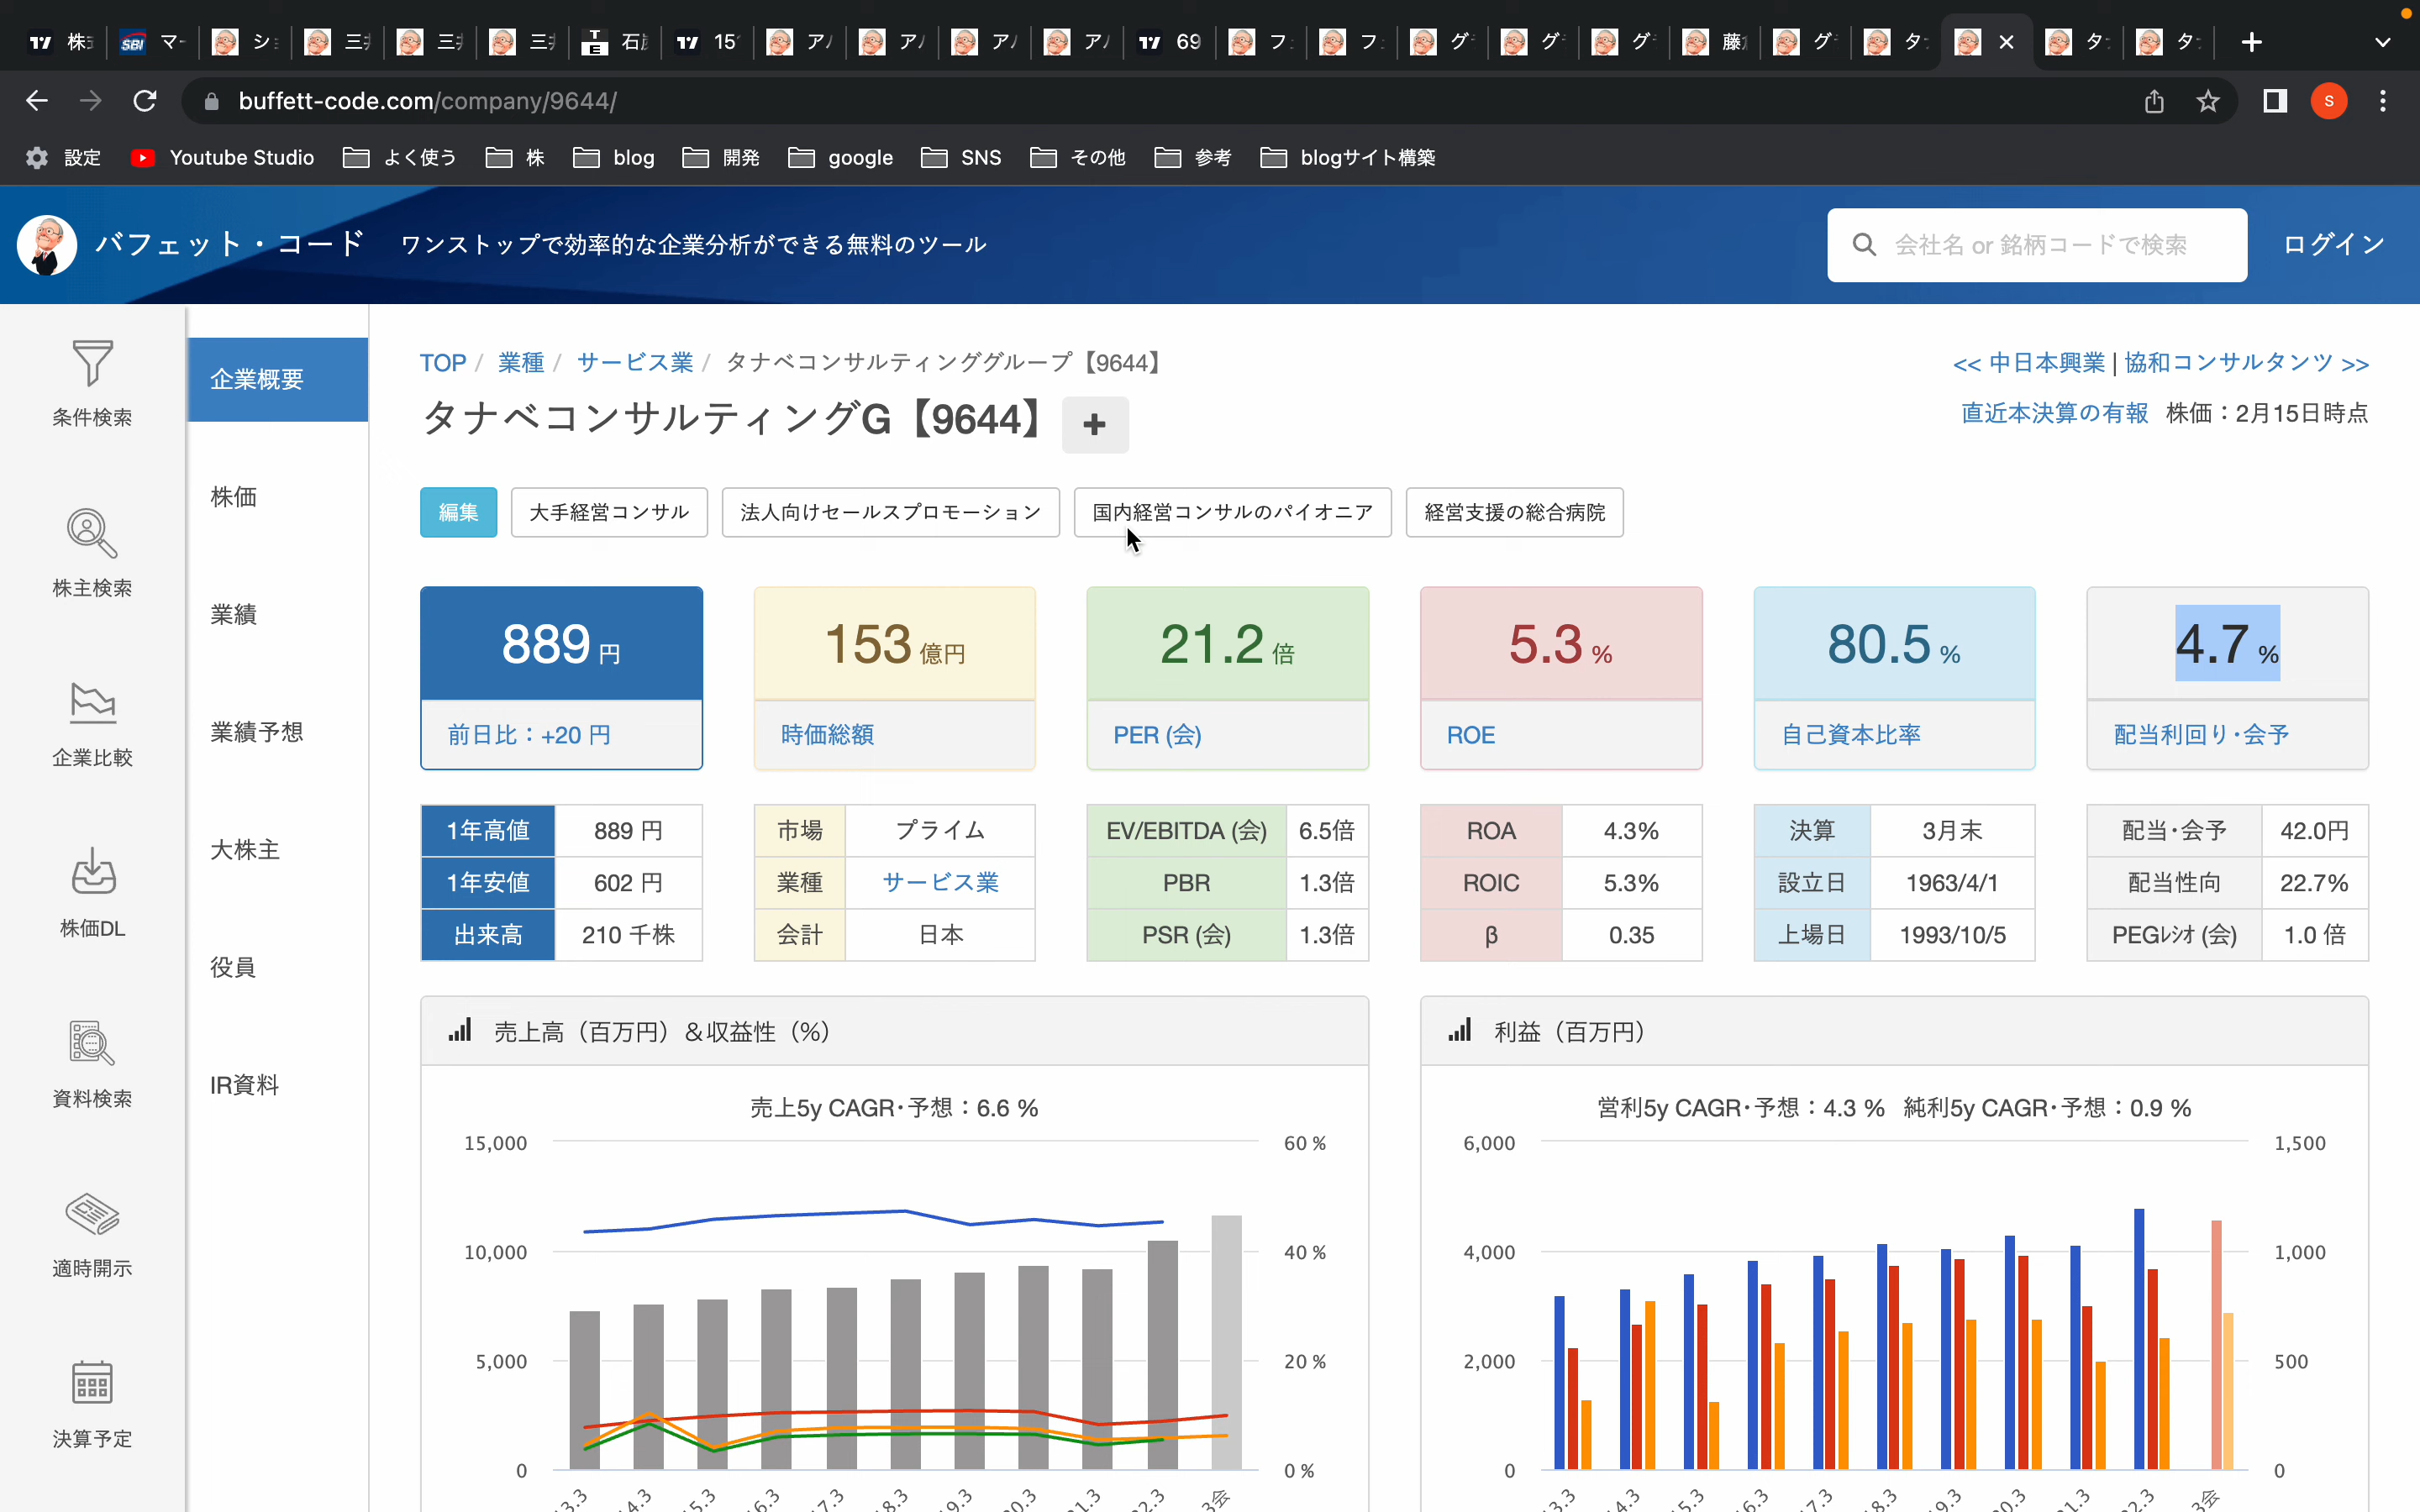 株
マ
シ
三
三
三
石
15
ア
ア
ア
ア
69
フ
フ
グ
グ
グ
藤
グ
タ
タ
タ
buffett-code.com/company/9644/
S
設定
Youtube Studio
よく使う
株
blog
開発
google
SNS
その他
参考
blogサイト構築
バフェット・コード
ワンストップで効率的な企業分析ができる無料のツール
会社名 or 銘柄コードで検索
ログイン
条件検索
株主検索
企業比較
株価DL
資料検索
適時開示
決算予定
企業概要
株価
業績
業績予想
大株主
役員
IR資料
TOP / 業種 / サービス業 / タナベコンサルティンググループ【9644】
<< 中日本興業 | 協和コンサルタンツ >>
タナベコンサルティングG【9644】
直近本決算の有報 株価：2月15日時点
編集
大手経営コンサル
法人向けセールスプロモーション
国内経営コンサルのパイオニア
経営支援の総合病院
889 円
前日比：+20 円
153 億円
時価総額
21.2 倍
PER (会)
5.3 %
ROE
80.5 %
自己資本比率
4.7 %
配当利回り･会予
1年高値 889 円
1年安値 602 円
出来高 210 千株
市場 プライム
業種 サービス業
会計 日本
EV/EBITDA (会) 6.5倍
PBR 1.3倍
PSR (会) 1.3倍
ROA 4.3%
ROIC 5.3%
β 0.35
決算 3月末
設立日 1963/4/1
上場日 1993/10/5
配当･会予 42.0円
配当性向 22.7%
PEGﾚｼｵ (会) 1.0 倍
売上高（百万円）＆収益性（%）
売上5y CAGR･予想：6.6 %
15,000
10,000
5,000
0
60 %
40 %
20 %
0 %
利益（百万円）
営利5y CAGR･予想：4.3 % 純利5y CAGR･予想：0.9 %
6,000
4,000
2,000
0
1,500
1,000
500
0